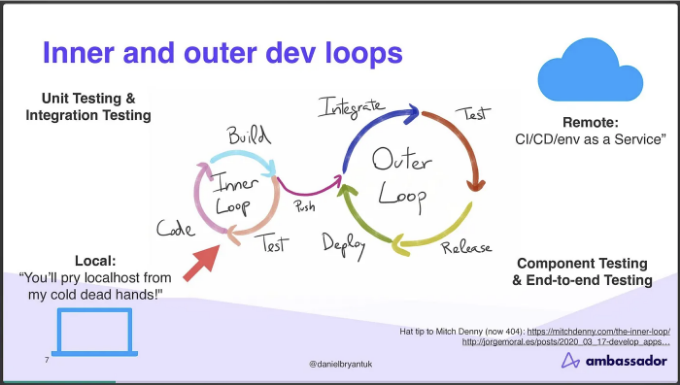 Inner and outer dev loops
Unit Testing &
Integration Testing
Build
Inner
Loop
Code
Test
Push
Integrate
Test
Outer
Loop
Deploy
Release
Remote:
CI/CD/env as a Service”
Local:
“You’ll pry localhost from
my cold dead hands!"
Component Testing
& End-to-end Testing
Hat tip to Mitch Denny (now 404): https://mitchdenny.com/the-inner-loop/
http://jorgemoral.es/posts/2020_03_17-develop_apps…
7
@danielbryantuk
ambassador